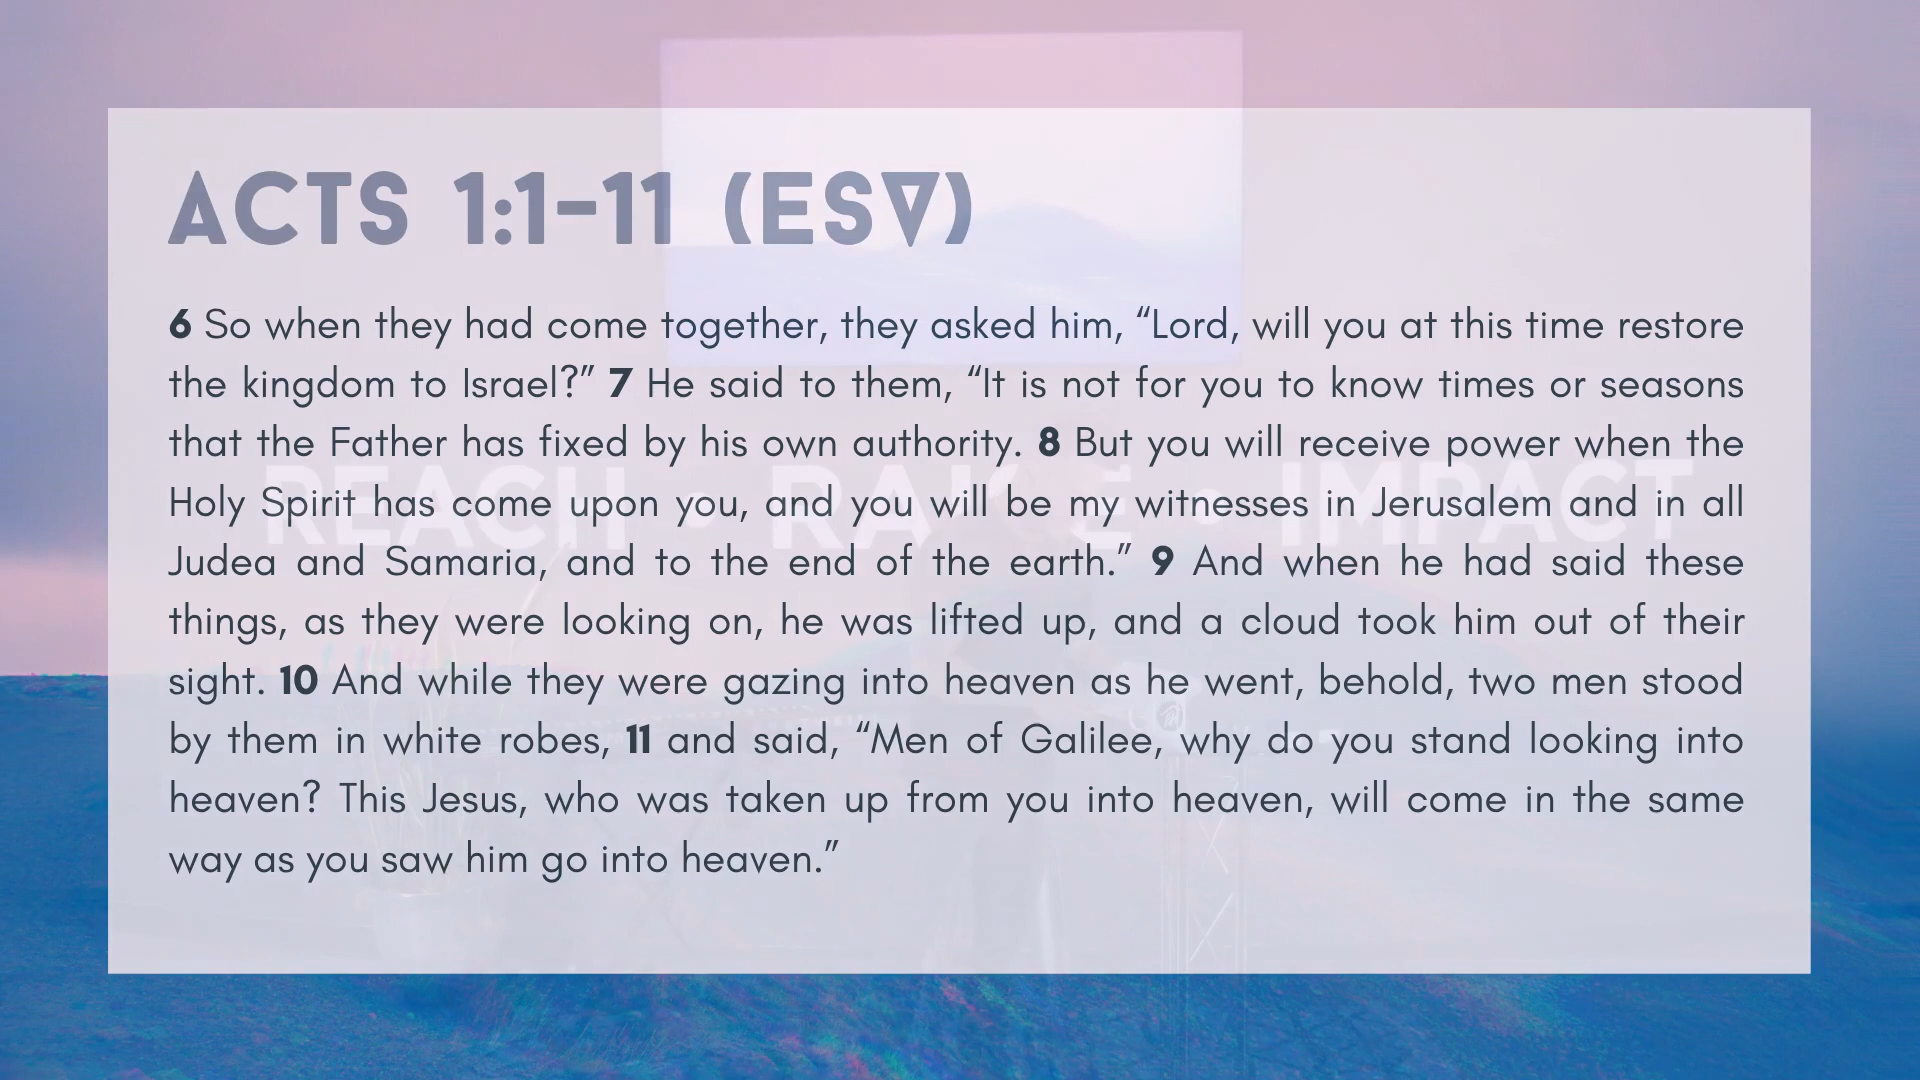 ACTS 1:1-11 (ESV)
6 So when they had come together, they asked him, “Lord, will you at this time restore
the kingdom to Israel?” 7 He said to them, “It is not for you to know times or seasons
that the Father has fixed by his own authority. 8 But you will receive power when the
Holy Spirit has come upon you, and you will be my witnesses in Jerusalem and in all
Judea and Samaria, and to the end of the earth.” 9 And when he had said these
things, as they were looking on, he was lifted up, and a cloud took him out of their
sight. 10 And while they were gazing into heaven as he went, behold, two men stood
by them in white robes, 11 and said, “Men of Galilee, why do you stand looking into
heaven? This Jesus, who was taken up from you into heaven, will come in the same
way as you saw him go into heaven.”
REACH • • IMPACT